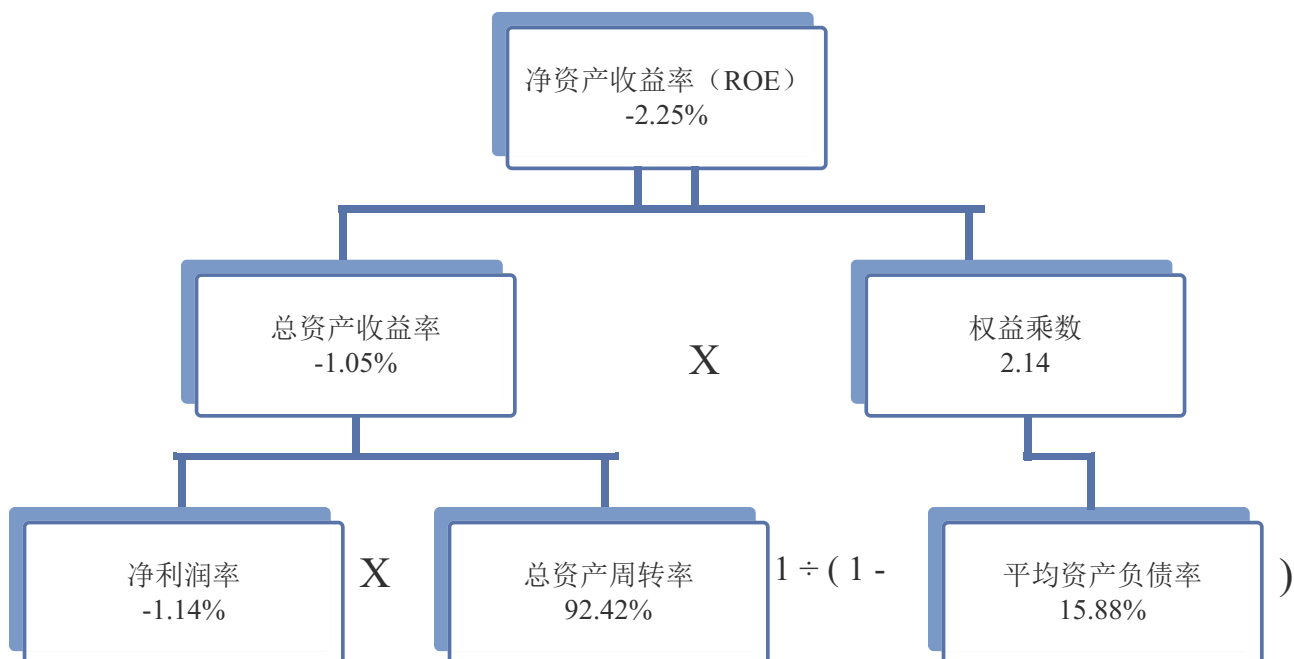 净资产收益率（ROE）
-2.25%
总资产收益率
-1.05%
X
权益乘数
2.14
净利润率
-1.14%
X
总资产周转率
92.42%
1 ÷ ( 1 -
平均资产负债率
15.88%
)